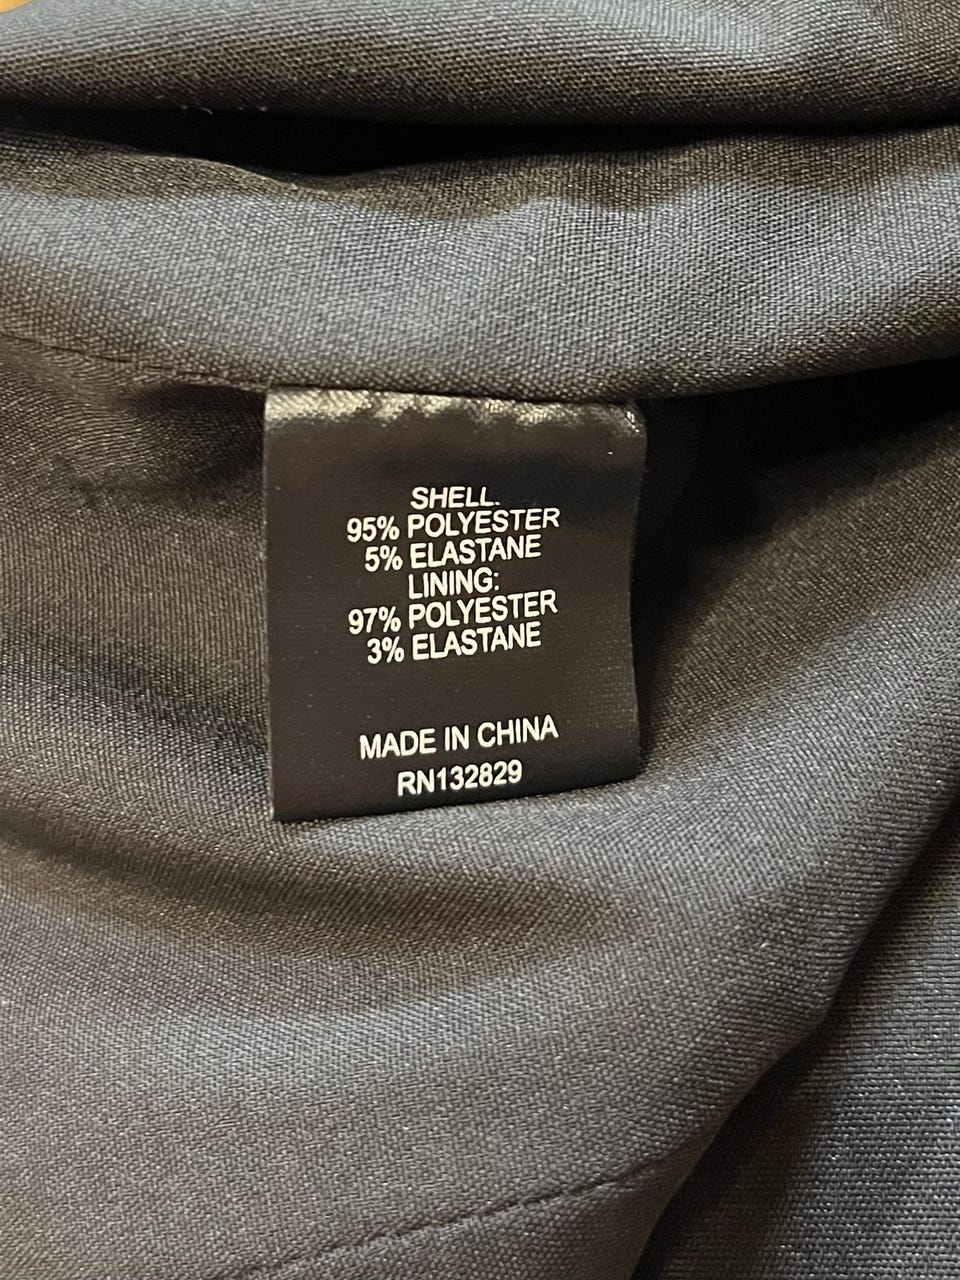 SHELL.
95% POLYESTER
5% ELASTANE
LINING:
97% POLYESTER
3% ELASTANE
MADE IN CHINA
RN132829